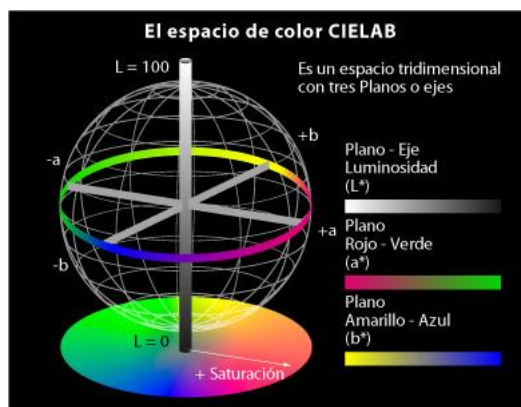 El espacio de color CIELAB
L = 100
Es un espacio tridimensional
con tres Planos o ejes
+b
-a
Plano - Eje
Luminosidad
(L*)
Plano
Rojo - Verde
(a*)
+a
-b
Plano
Amarillo - Azul
(b*)
L = 0
+ Saturación